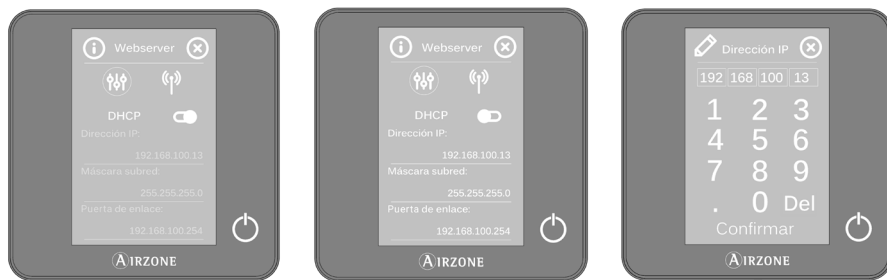 Webserver
DHCP
Dirección IP:
192.168.100.13
Máscara subred:
255.255.255.0
Puerta de enlace:
192.168.100.254
AIRZONE
Webserver
DHCP
Dirección IP:
192.168.100.13
Máscara subred:
255.255.255.0
Puerta de enlace:
192.168.100.254
AIRZONE
Dirección IP
192 168 100 13
1 2 3
4 5 6
7 8 9
. 0 Del
Confirmar
AIRZONE